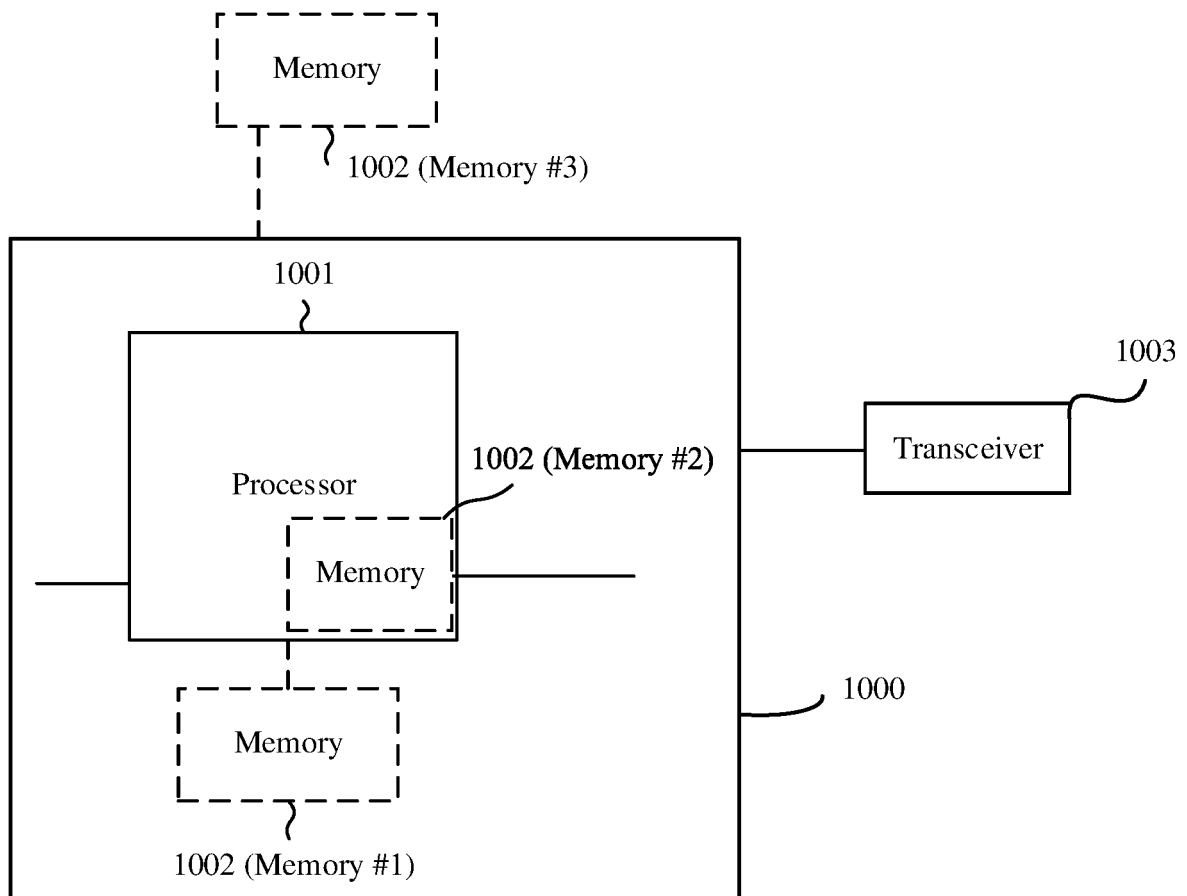 Memory
1002 (Memory #3)
1001
1003
Transceiver
1002 (Memory #2)
Processor
Memory
1000
Memory
1002 (Memory #1)